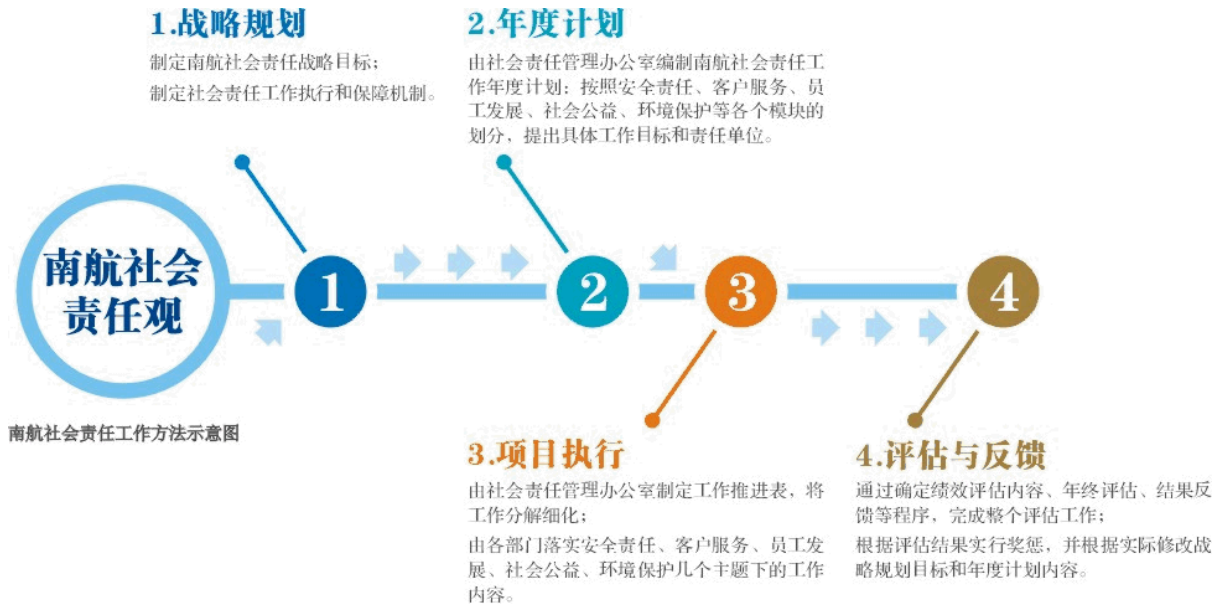 1.战略规划
制定南航社会责任战略目标；
制定社会责任工作执行和保障机制。
2.年度计划
由社会责任管理办公室编制南航社会责任工
作年度计划：按照安全责任、客户服务、员
工发展、社会公益、环境保护等各个模块的
划分，提出具体工作目标和责任单位。
南航社会
责任观
1
2
3
4
南航社会责任工作方法示意图
3.项目执行
由社会责任管理办公室制定工作推进表，将
工作分解细化；
由各部门落实安全责任、客户服务、员工发
展、社会公益、环境保护几个主题下的工作
内容。
4.评估与反馈
通过确定绩效评估内容、年终评估、结果反
馈等程序，完成整个评估工作；
根据评估结果实行奖惩，并根据实际修改战
略规划目标和年度计划内容。